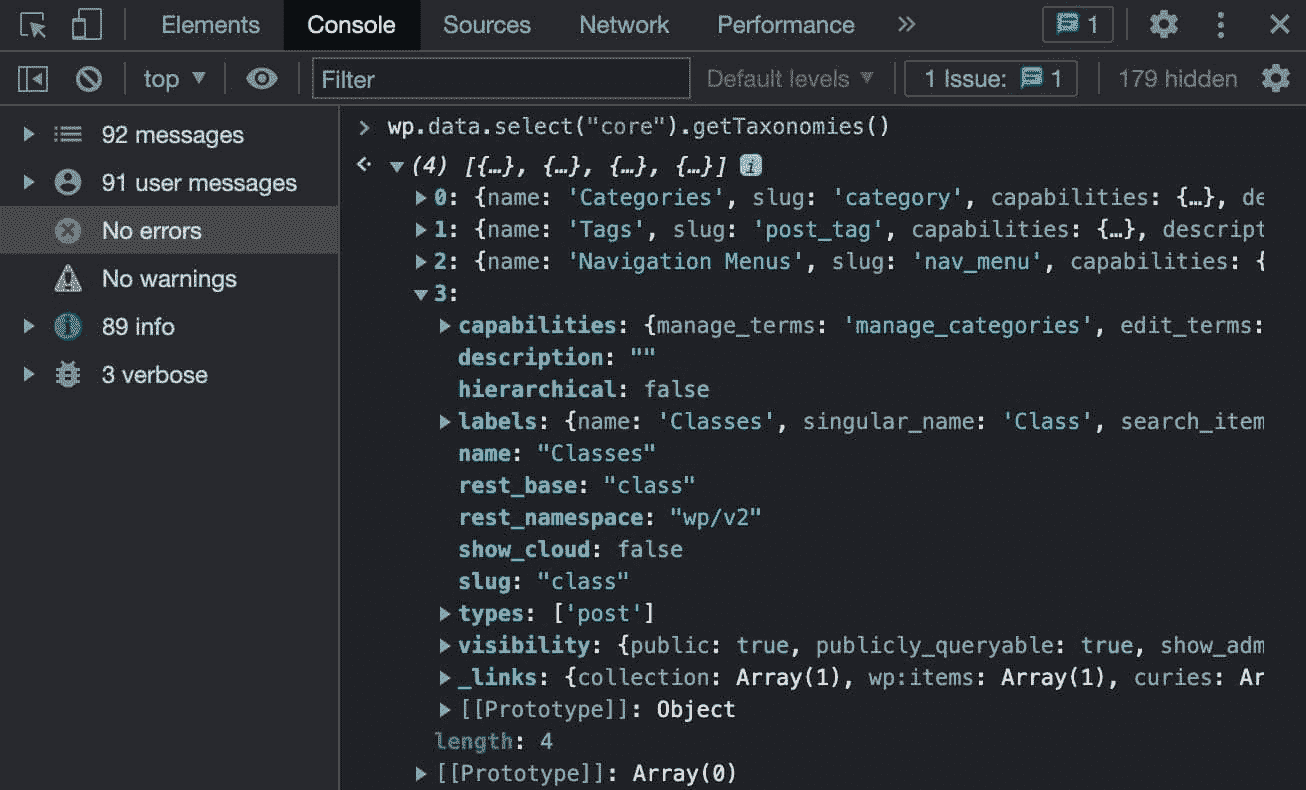 Elements Console Sources Network Performance » 1
top ▼ Filter Default levels ▼ 1 Issue: 1 179 hidden
92 messages
91 user messages
No errors
No warnings
89 info
3 verbose
> wp.data.select("core").getTaxonomies()
(4) [{…}, {…}, {…}, {…}] i
0: {name: 'Categories', slug: 'category', capabilities: {…}, de
1: {name: 'Tags', slug: 'post_tag', capabilities: {…}, descript
2: {name: 'Navigation Menus', slug: 'nav_menu', capabilities: {
3:
capabilities: {manage_terms: 'manage_categories', edit_terms:
description: ""
hierarchical: false
labels: {name: 'Classes', singular_name: 'Class', search_item
name: "Classes"
rest_base: "class"
rest_namespace: "wp/v2"
show_cloud: false
slug: "class"
types: ['post']
visibility: {public: true, publicly_queryable: true, show_adm
_links: {collection: Array(1), wp:items: Array(1), curies: Ar
[[Prototype]]: Object
length: 4
[[Prototype]]: Array(0)